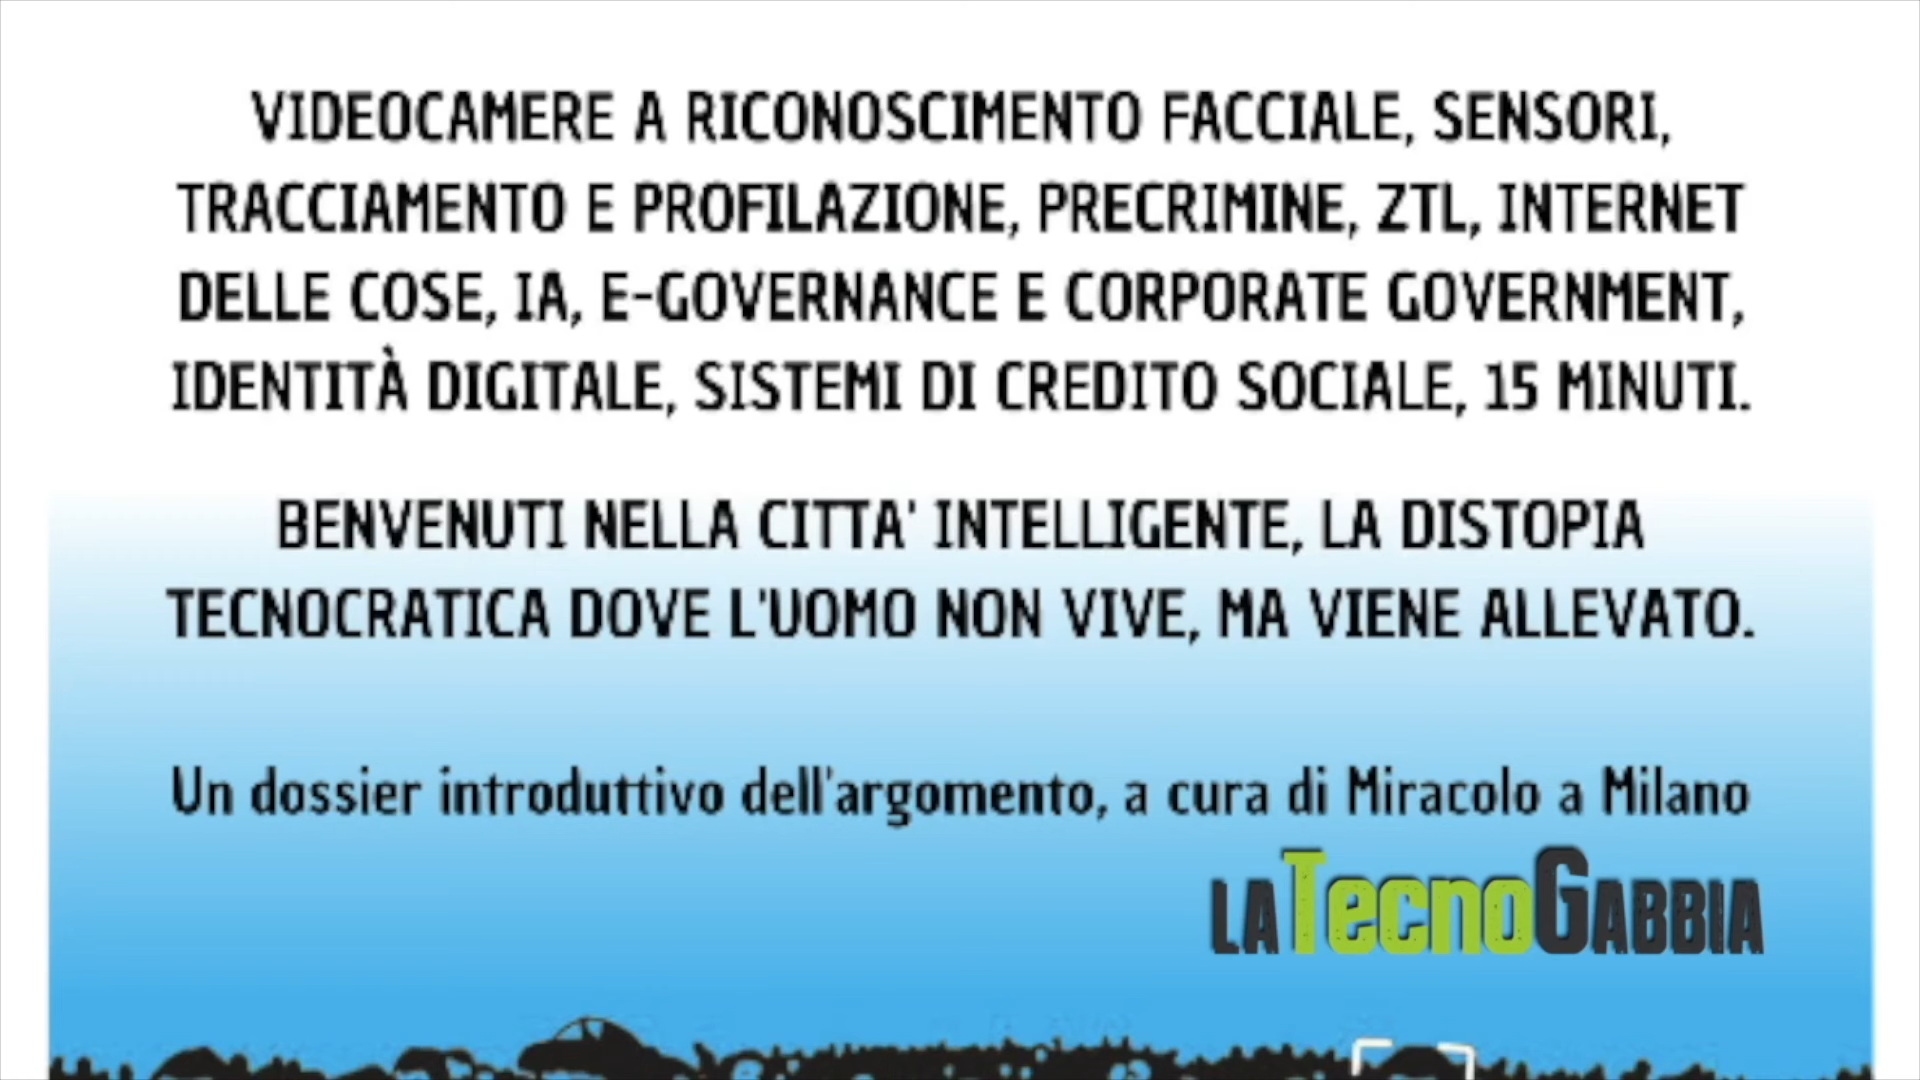 VIDEOCAMERE A RICONOSCIMENTO FACCIALE, SENSORI,
TRACCIAMENTO E PROFILAZIONE, PRECRIMINE, ZTL, INTERNET
DELLE COSE, IA, E-GOVERNANCE E CORPORATE GOVERNMENT,
IDENTITÀ DIGITALE, SISTEMI DI CREDITO SOCIALE, 15 MINUTI.
BENVENUTI NELLA CITTA' INTELLIGENTE, LA DISTOPIA
TECNOCRATICA DOVE L'UOMO NON VIVE, MA VIENE ALLEVATO.
Un dossier introduttivo dell'argomento, a cura di Miracolo a Milano
LA TecnoGABBIA